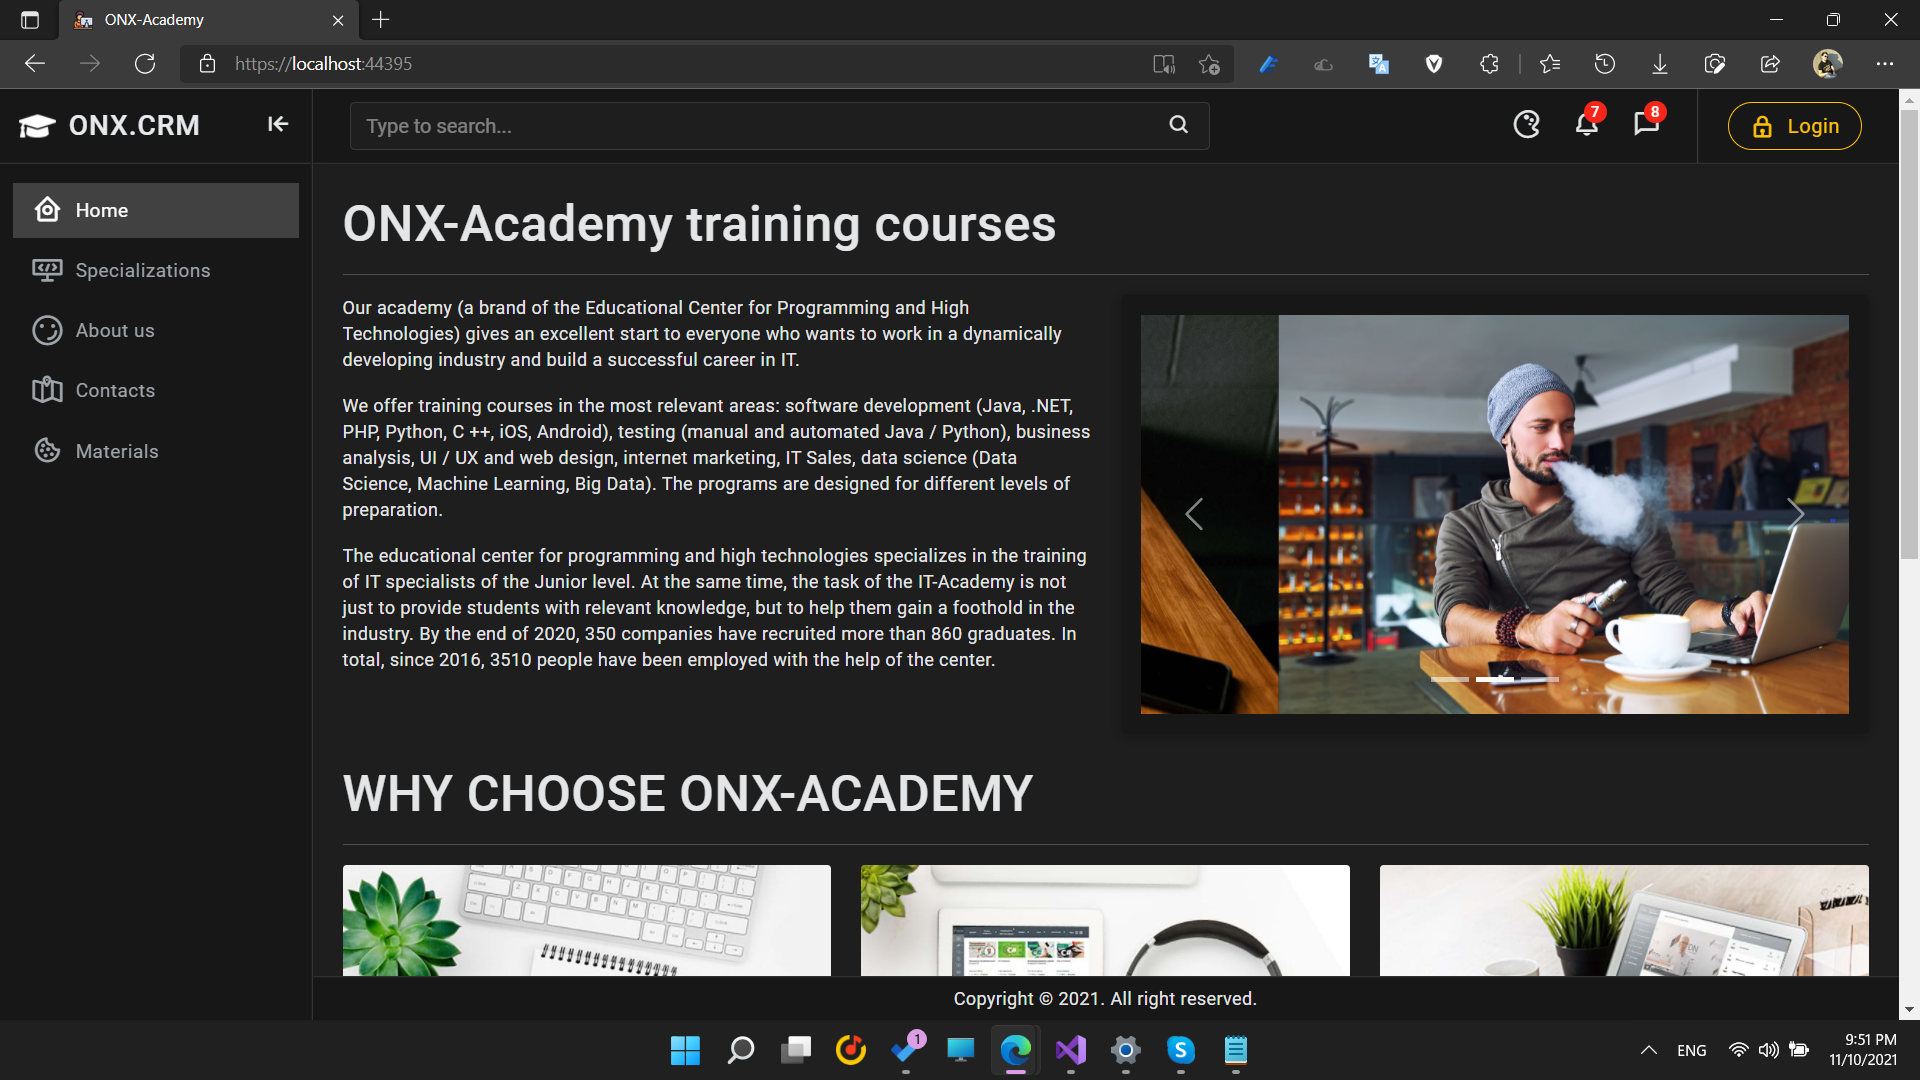 ONX-Academy
https://localhost:44395
ONX.CRM
Type to search...
7
8
Login
Home
Specializations
About us
Contacts
Materials
ONX-Academy training courses
Our academy (a brand of the Educational Center for Programming and High
Technologies) gives an excellent start to everyone who wants to work in a dynamically
developing industry and build a successful career in IT.
We offer training courses in the most relevant areas: software development (Java, .NET,
PHP, Python, C ++, iOS, Android), testing (manual and automated Java / Python), business
analysis, UI / UX and web design, internet marketing, IT Sales, data science (Data
Science, Machine Learning, Big Data). The programs are designed for different levels of
preparation.
The educational center for programming and high technologies specializes in the training
of IT specialists of the Junior level. At the same time, the task of the IT-Academy is not
just to provide students with relevant knowledge, but to help them gain a foothold in the
industry. By the end of 2020, 350 companies have recruited more than 860 graduates. In
total, since 2016, 3510 people have been employed with the help of the center.
WHY CHOOSE ONX-ACADEMY
Copyright © 2021. All right reserved.
1
ENG
9:51 PM
11/10/2021